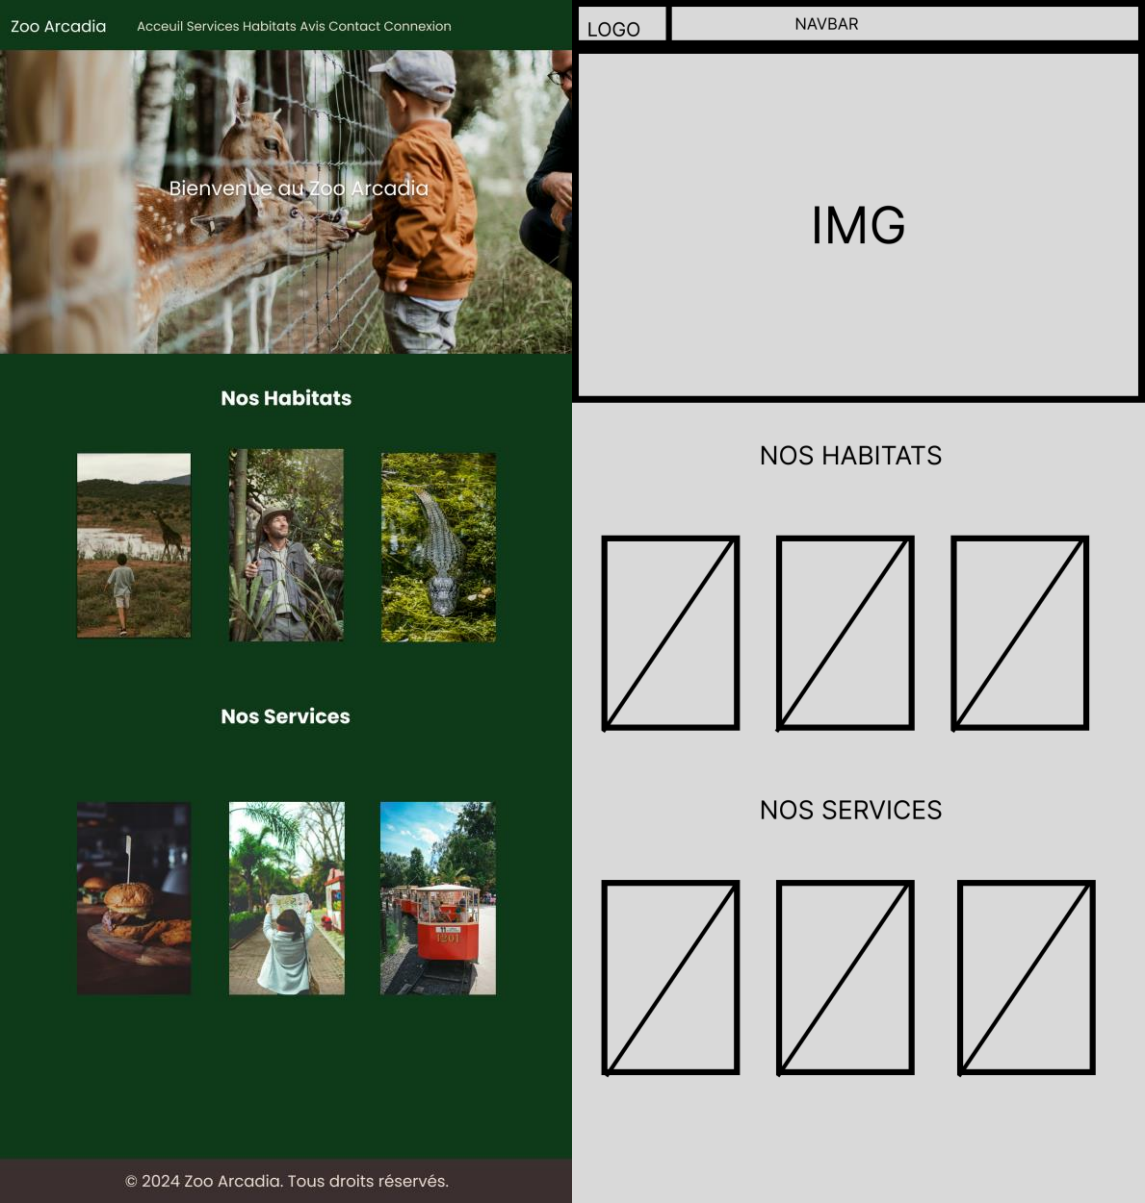 Zoo Arcadia
Acceuil Services Habitats Avis Contact Connexion
Bienvenue au Zoo Arcadia
Nos Habitats
Nos Services
1201
© 2024 Zoo Arcadia. Tous droits réservés.
LOGO
NAVBAR
IMG
NOS HABITATS
NOS SERVICES